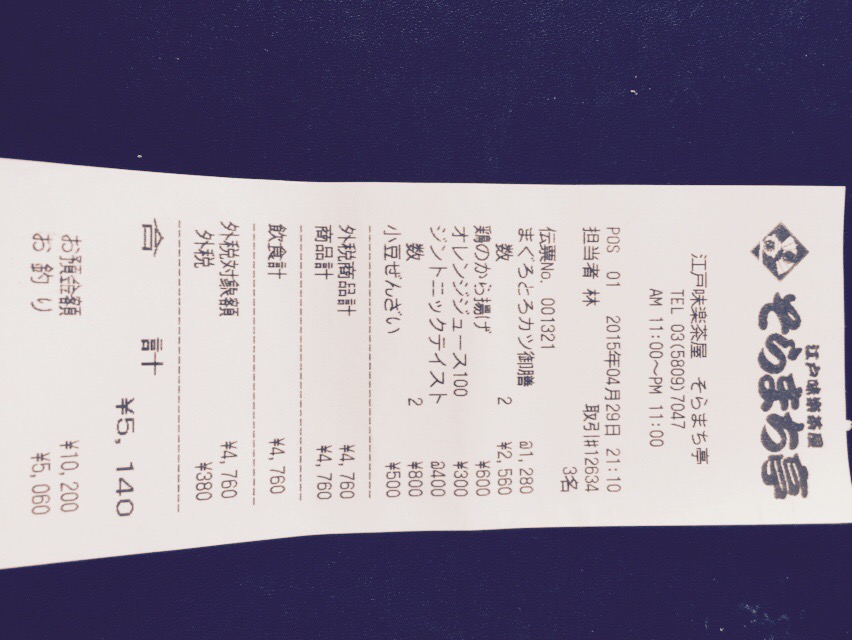 江戸味楽茶屋
そらまち亭
江戸味楽茶屋 そらまち亭
TEL 03(5809)7047
AM 11:00~PM 11:00
POS 01 2015年04月29日 21:10
担当者 林 取引#12634
3名
伝票No. 001321
まぐろとろカツ御膳 @1,280
数 2 ¥2,560
鶏のから揚げ ¥600
オレンジジュース100 ¥300
ジントニックテイスト @400
数 2 ¥800
小豆ぜんざい ¥500
外税商品計 ¥4,760
商品計 ¥4,760
飲食計 ¥4,760
外税対象額 ¥4,760
外税 ¥380
合計 ¥5,140
お預金額 ¥10,200
お釣り ¥5,060